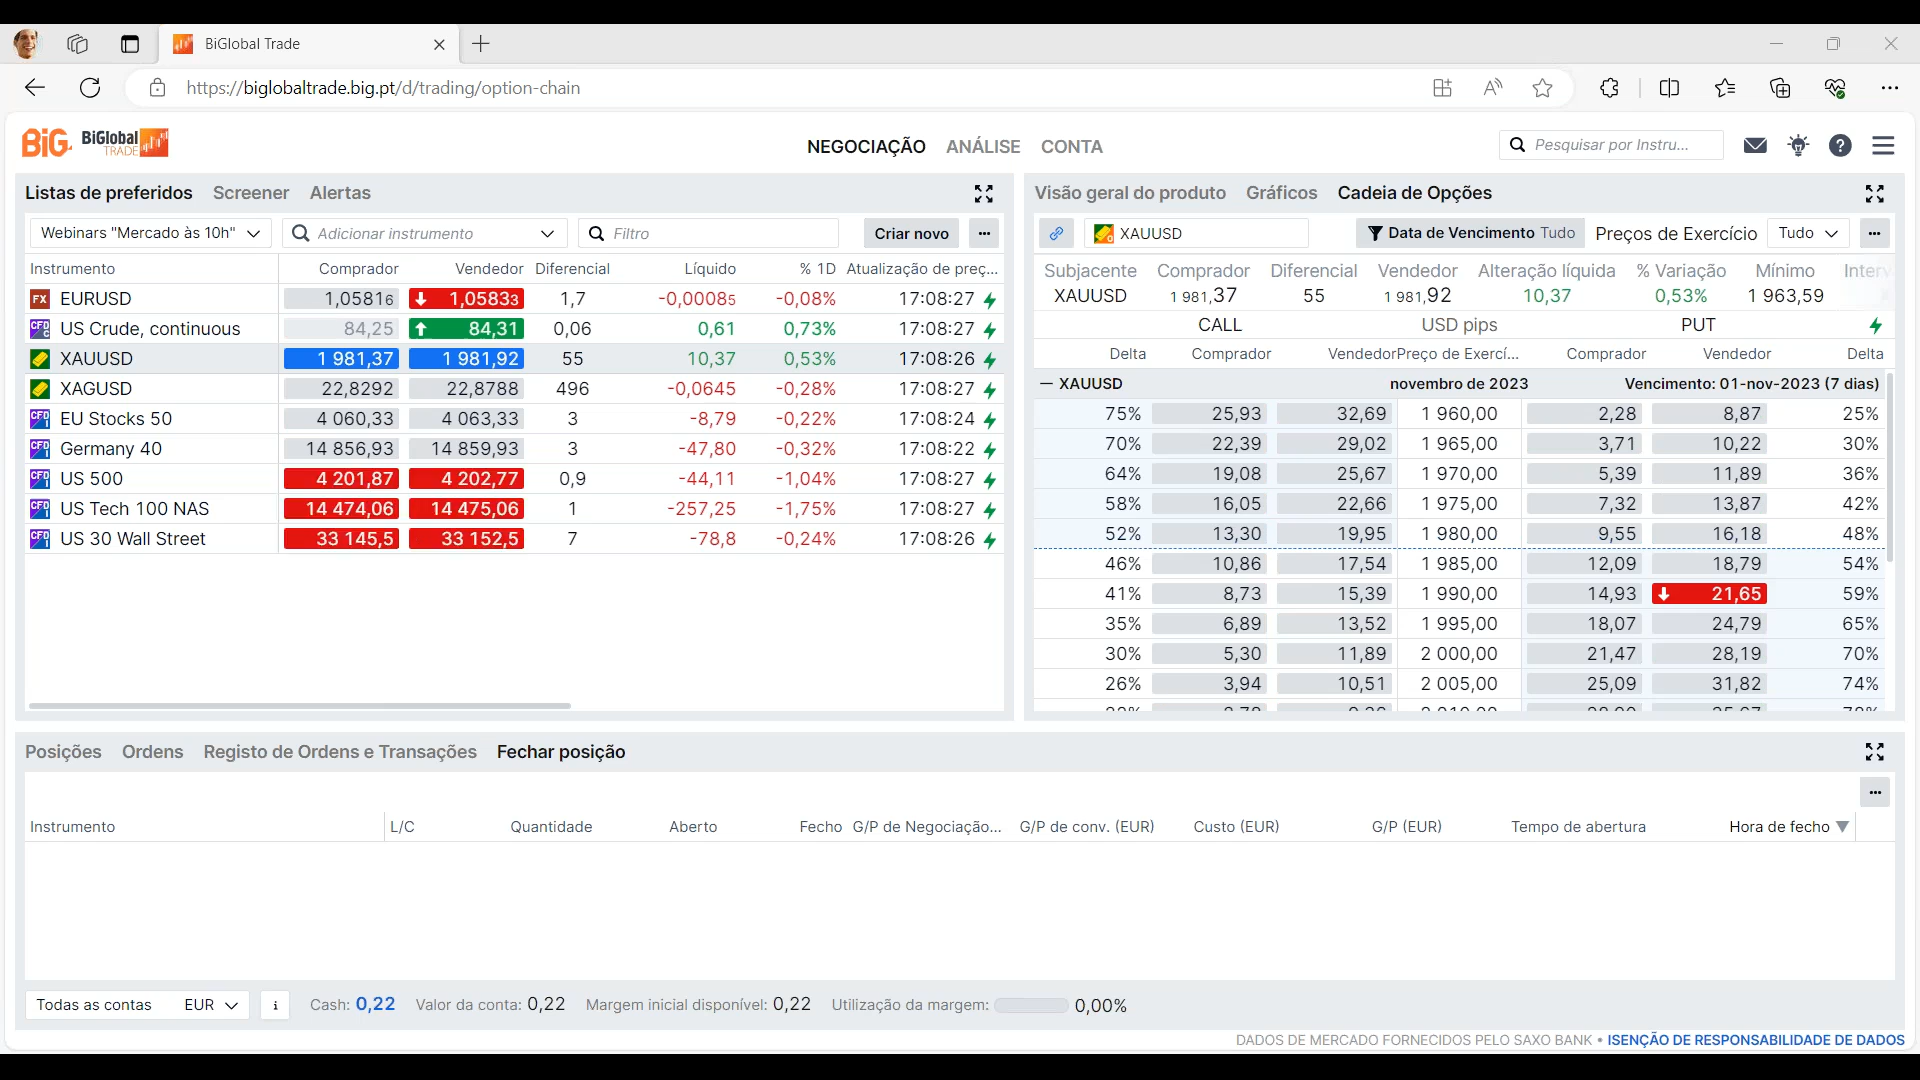 BiGlobal Trade
https://biglobaltrade.big.pt/d/trading/option-chain
BiG BiGlobal TRADE
NEGOCIAÇÃO ANÁLISE CONTA
Pesquisar por Instru...
Listas de preferidos Screener Alertas
Webinars "Mercado às 10h" Adicionar instrumento Filtro Criar novo ...
Instrumento Comprador Vendedor Diferencial Líquido % 1D Atualização de preç...
FX EURUSD 1,05816 1,05833 1,7 -0,00085 -0,08% 17:08:27
CFD C US Crude, continuous 84,25 84,31 0,06 0,61 0,73% 17:08:27
XAUUSD 1 981,37 1 981,92 55 10,37 0,53% 17:08:26
XAGUSD 22,8292 22,8788 496 -0,0645 -0,28% 17:08:27
CFD I EU Stocks 50 4 060,33 4 063,33 3 -8,79 -0,22% 17:08:24
CFD I Germany 40 14 856,93 14 859,93 3 -47,80 -0,32% 17:08:22
CFD I US 500 4 201,87 4 202,77 0,9 -44,11 -1,04% 17:08:27
CFD I US Tech 100 NAS 14 474,06 14 475,06 1 -257,25 -1,75% 17:08:27
CFD I US 30 Wall Street 33 145,5 33 152,5 7 -78,8 -0,24% 17:08:26
Visão geral do produto Gráficos Cadeia de Opções
XAUUSD Data de Vencimento Tudo Preços de Exercício Tudo ...
Subjacente Comprador Diferencial Vendedor Alteração líquida % Variação Mínimo Interv
XAUUSD 1 981,37 55 1 981,92 10,37 0,53% 1 963,59
CALL USD pips PUT
Delta Comprador Vendedor Preço de Exercí... Comprador Vendedor Delta
— XAUUSD novembro de 2023 Vencimento: 01-nov-2023 (7 dias)
75% 25,93 32,69 1 960,00 2,28 8,87 25%
70% 22,39 29,02 1 965,00 3,71 10,22 30%
64% 19,08 25,67 1 970,00 5,39 11,89 36%
58% 16,05 22,66 1 975,00 7,32 13,87 42%
52% 13,30 19,95 1 980,00 9,55 16,18 48%
46% 10,86 17,54 1 985,00 12,09 18,79 54%
41% 8,73 15,39 1 990,00 14,93 21,65 59%
35% 6,89 13,52 1 995,00 18,07 24,79 65%
30% 5,30 11,89 2 000,00 21,47 28,19 70%
26% 3,94 10,51 2 005,00 25,09 31,82 74%
Posições Ordens Registo de Ordens e Transações Fechar posição
...
Instrumento L/C Quantidade Aberto Fecho G/P de Negociação... G/P de conv. (EUR) Custo (EUR) G/P (EUR) Tempo de abertura Hora de fecho
Todas as contas EUR i Cash: 0,22 Valor da conta: 0,22 Margem inicial disponível: 0,22 Utilização da margem: 0,00%
DADOS DE MERCADO FORNECIDOS PELO SAXO BANK • ISENÇÃO DE RESPONSABILIDADE DE DADOS